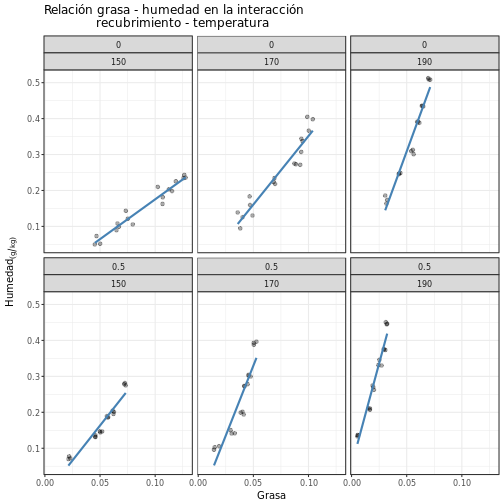 Relación grasa - humedad en la interacción
recubrimiento - temperatura
0 0 0
150 170 190
0.5
0.4
0.3
0.2
0.1
0.5 0.5 0.5
150 170 190
0.5
0.4
0.3
0.2
0.1
Humedad(g/kg)
0.00 0.05 0.10 0.00 0.05 0.10 0.00 0.05 0.10
Grasa